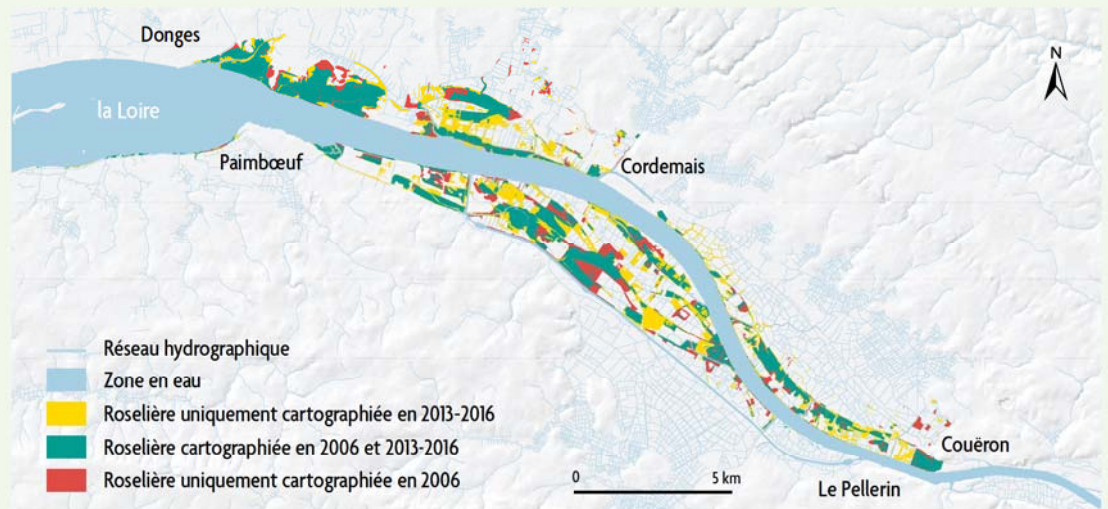 Donges
N
la Loire
Paimbœuf
Cordemais
Réseau hydrographique
Zone en eau
Roselière uniquement cartographiée en 2013-2016
Roselière cartographiée en 2006 et 2013-2016
Roselière uniquement cartographiée en 2006
0 5 km
Couëron
Le Pellerin